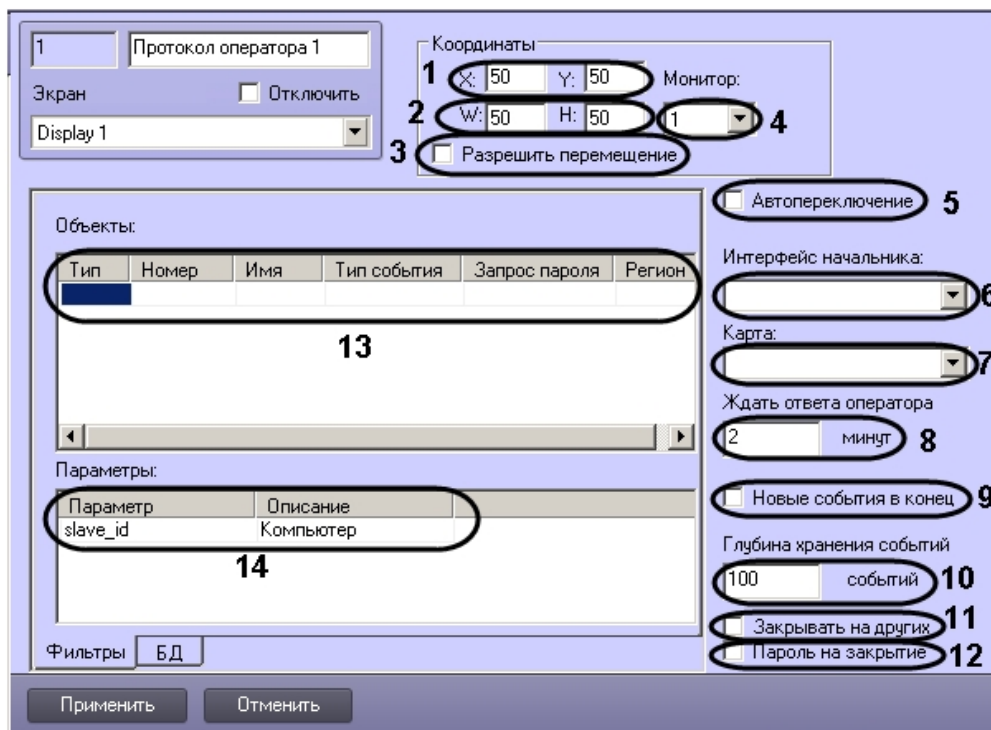 1 Протокол оператора 1
Экран Отключить
Display 1
Координаты
1 X: 50 Y: 50 Монитор:
2 W: 50 H: 50 1 4
3 Разрешить перемещение
Автопереключение 5
Объекты:
Тип Номер Имя Тип события Запрос пароля Регион
13
Интерфейс начальника:
6
Карта:
7
Ждать ответа оператора
2 минут 8
Параметры:
Параметр Описание
slave_id Компьютер
14
Новые события в конец 9
Глубина хранения событий
100 событий 10
Закрывать на других 11
Пароль на закрытие 12
Фильтры БД
Применить Отменить